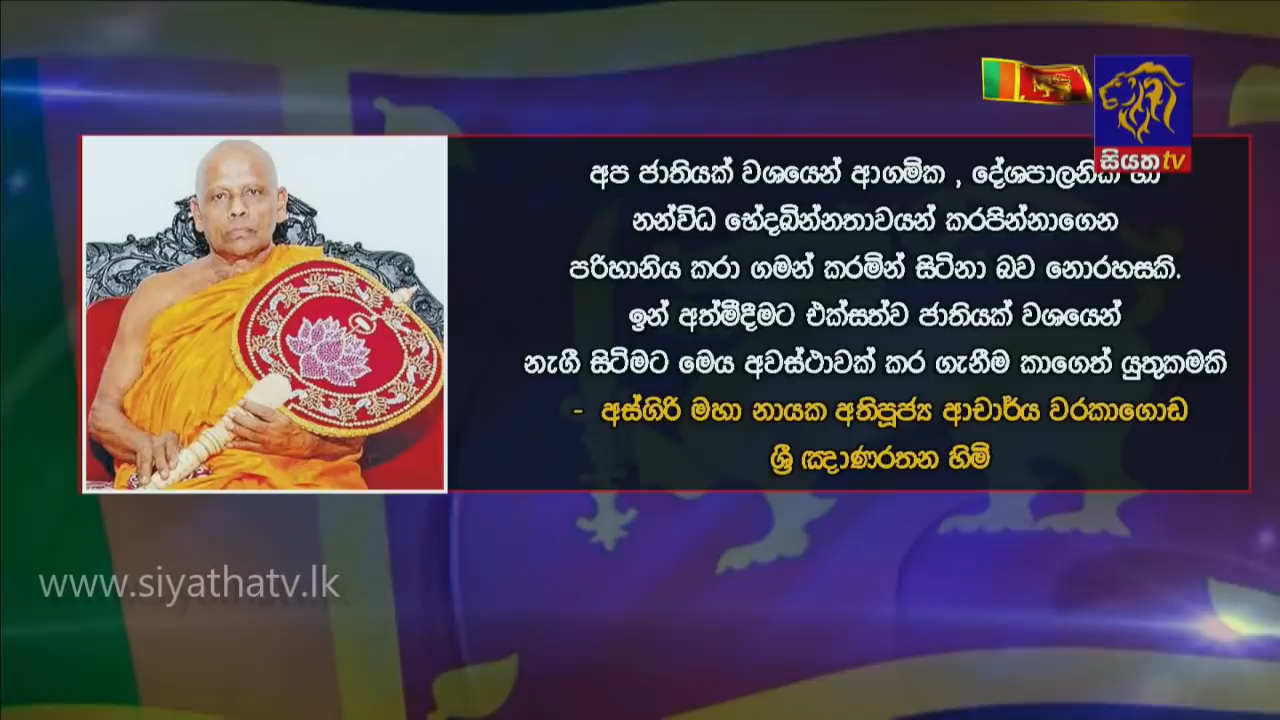 සියත tv
අප ජාතියක් වශයෙන් ආගමික , දේශපාලනික හා
නන්විධ භේදබින්නතාවයන් කරපින්නාගෙන
පරිහානිය කරා ගමන් කරමින් සිටිනා බව නොරහසකි.
ඉන් අත්මිදීමට එක්සත්ව ජාතියක් වශයෙන්
නැගී සිටිමට මෙය අවස්ථාවක් කර ගැනීම කාගෙත් යුතුකමකි
- අස්ගිරි මහා නායක අතිපූජ්‍ය ආචාර්ය වරකාගොඩ
ශ්‍රී ඤාණරතන හිමි
www.siyathatv.lk